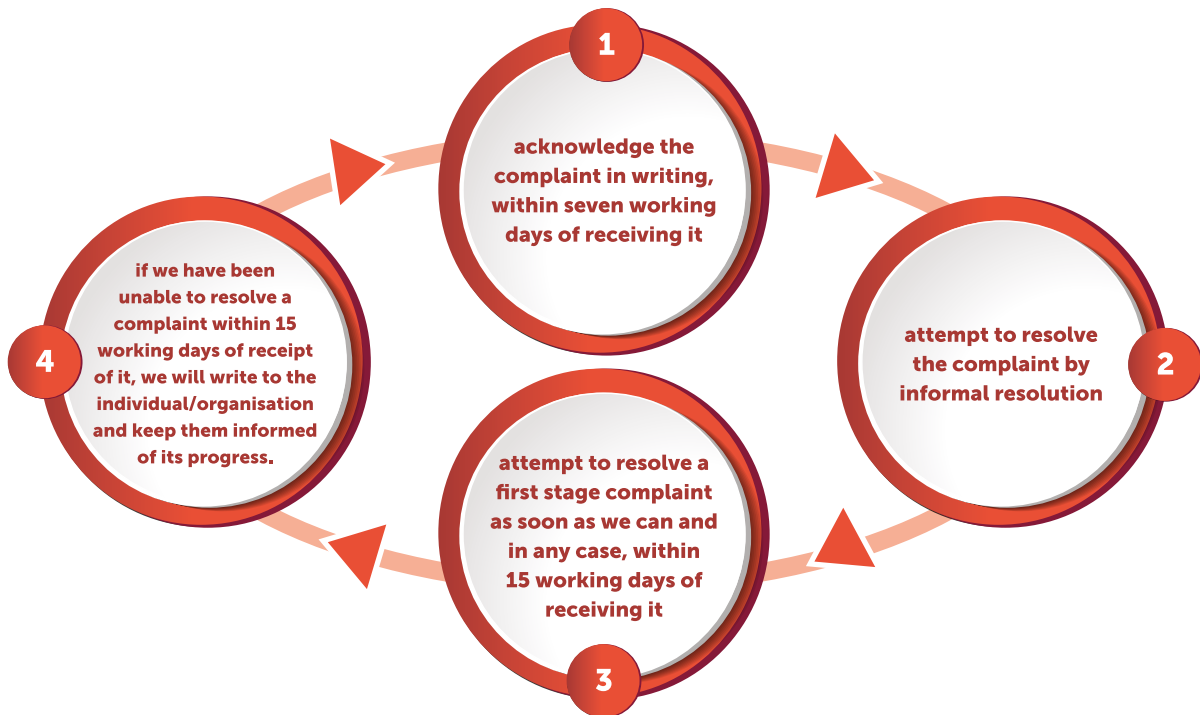 1
acknowledge the
complaint in writing,
within seven working
days of receiving it
2
attempt to resolve
the complaint by
informal resolution
3
attempt to resolve a
first stage complaint
as soon as we can and
in any case, within
15 working days of
receiving it
4
if we have been
unable to resolve a
complaint within 15
working days of receipt
of it, we will write to the
individual/organisation
and keep them informed
of its progress.